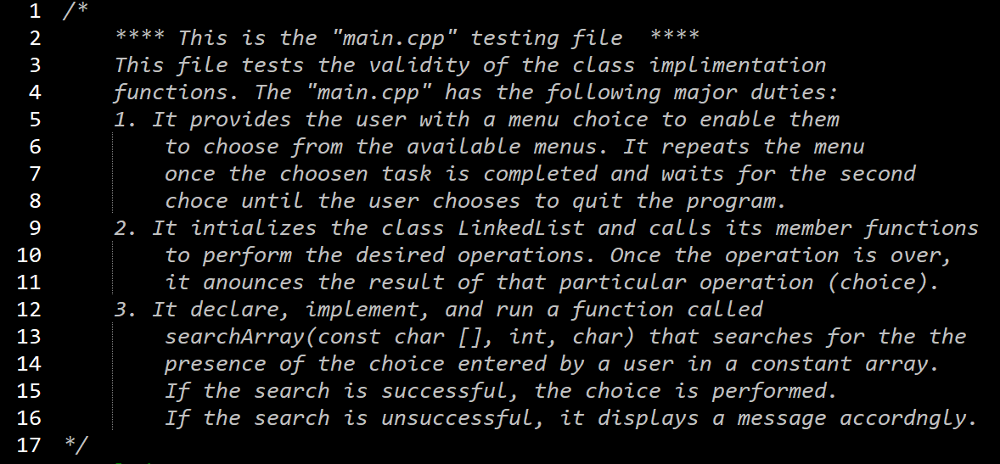 1 /*
2 **** This is the "main.cpp" testing file ****
3 This file tests the validity of the class implimentation
4 functions. The "main.cpp" has the following major duties:
5 1. It provides the user with a menu choice to enable them
6 to choose from the available menus. It repeats the menu
7 once the choosen task is completed and waits for the second
8 choce until the user chooses to quit the program.
9 2. It intializes the class LinkedList and calls its member functions
10 to perform the desired operations. Once the operation is over,
11 it anounces the result of that particular operation (choice).
12 3. It declare, implement, and run a function called
13 searchArray(const char [], int, char) that searches for the the
14 presence of the choice entered by a user in a constant array.
15 If the search is successful, the choice is performed.
16 If the search is unsuccessful, it displays a message accordngly.
17 */